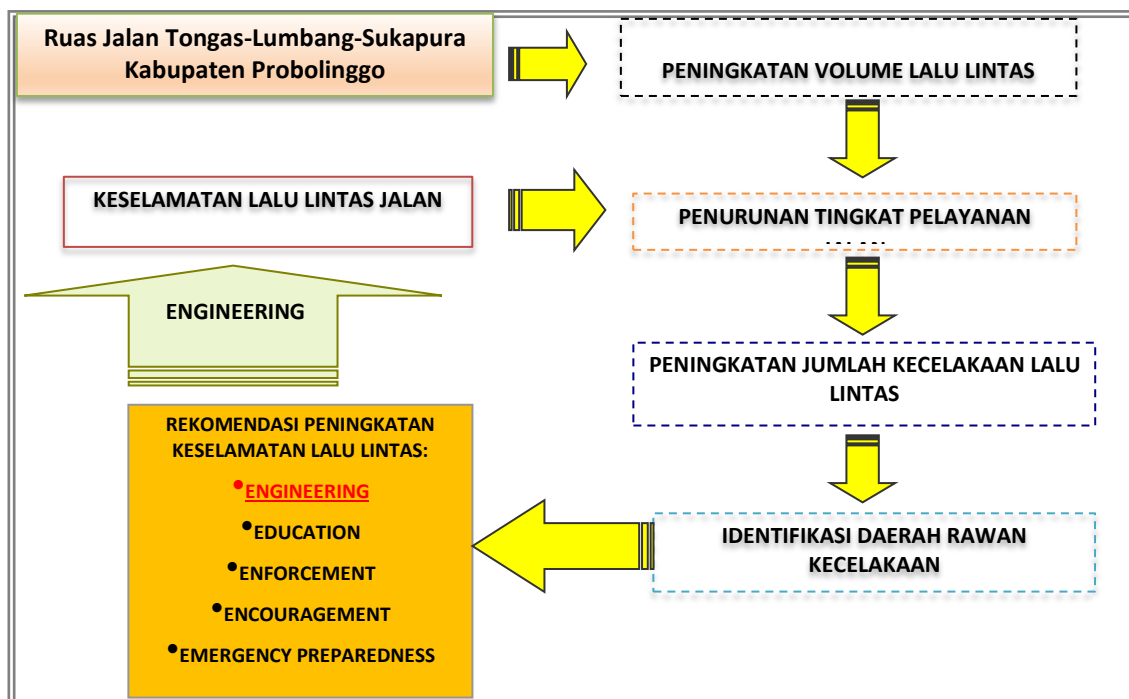 Ruas Jalan Tongas-Lumbang-Sukapura
Kabupaten Probolinggo
PENINGKATAN VOLUME LALU LINTAS
KESELAMATAN LALU LINTAS JALAN
PENURUNAN TINGKAT PELAYANAN
ENGINEERING
PENINGKATAN JUMLAH KECELAKAAN LALU
LINTAS
REKOMENDASI PENINGKATAN
KESELAMATAN LALU LINTAS:
•ENGINEERING
•EDUCATION
•ENFORCEMENT
•ENCOURAGEMENT
•EMERGENCY PREPAREDNESS
IDENTIFIKASI DAERAH RAWAN
KECELAKAAN